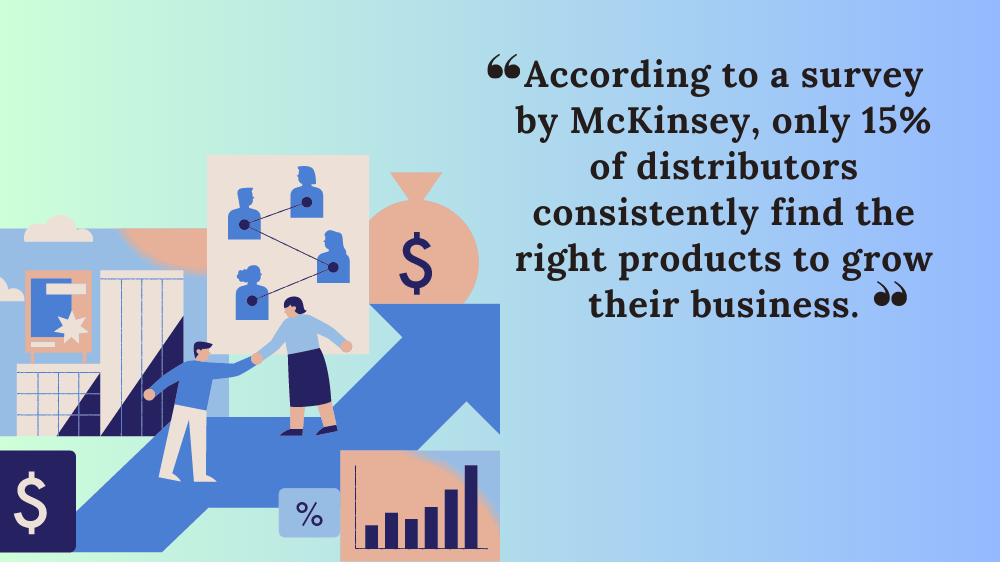 ❝According to a survey
by McKinsey, only 15%
of distributors
consistently find the
right products to grow
their business. ❞
$
$
%